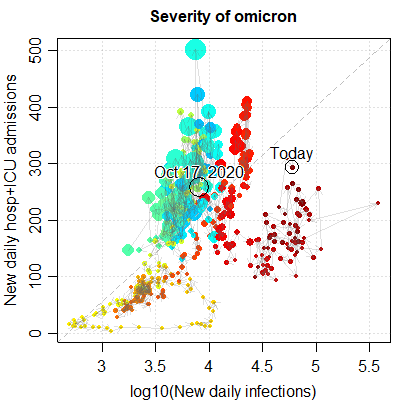 Severity of omicron
New daily hosp+ICU admissions
500
400
300
200
100
0
Today
Oct 17, 2020
3
3.5
4
4.5
5
5.5
log10(New daily infections)